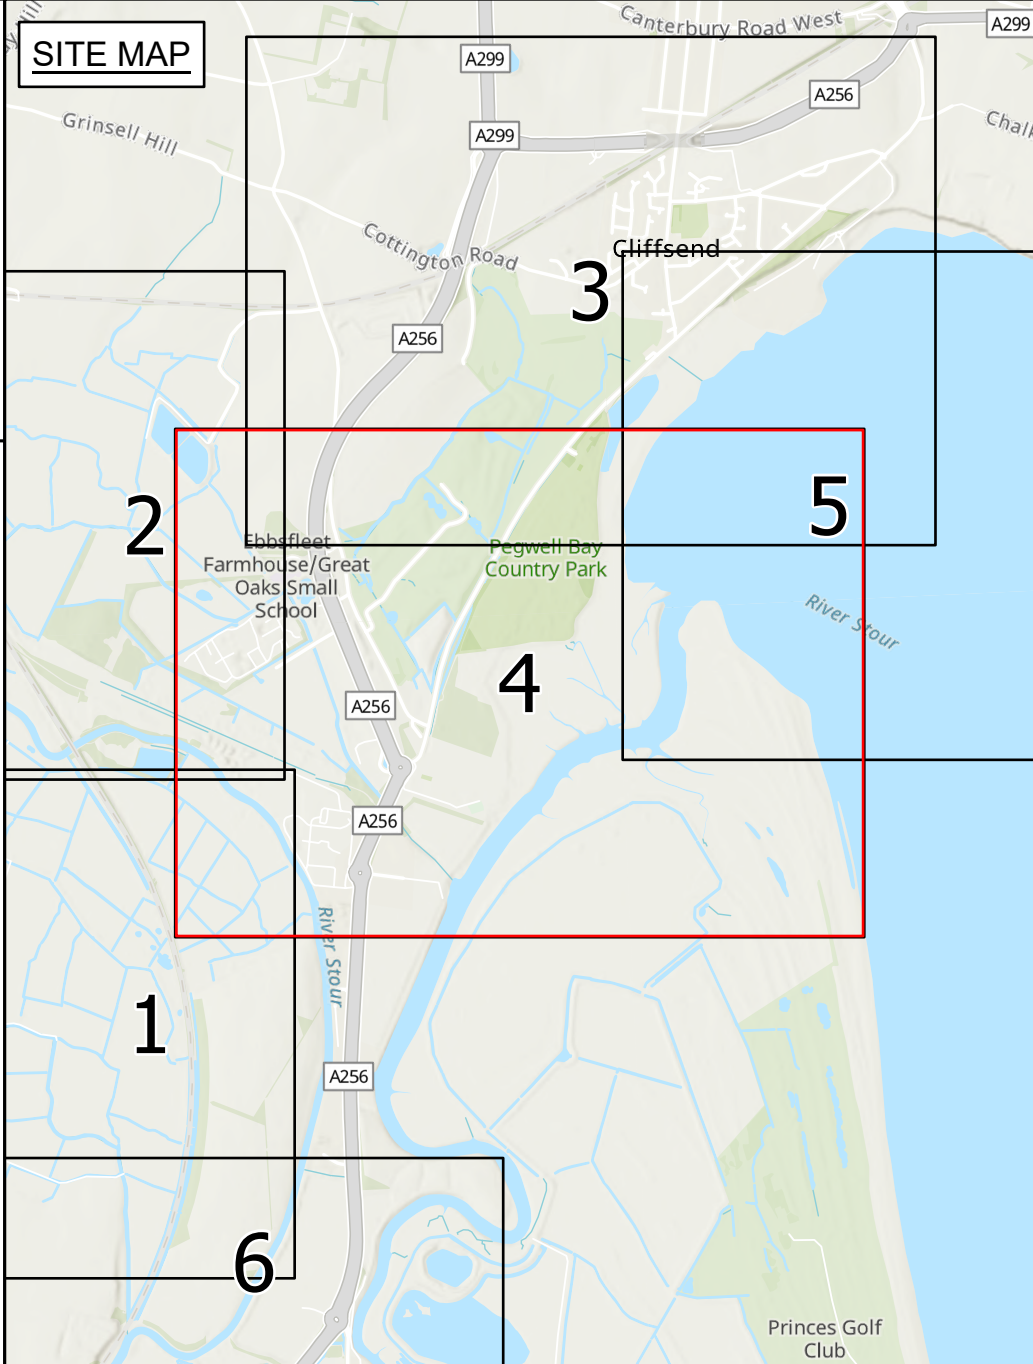 SITE MAP
Canterbury Road West
A299
A299
A256
Grinsell Hill
A299
Cottington Road
Cliffsend
3
A256
2
5
Ebbsfleet
Farmhouse/Great
Oaks Small
School
Pegwell Bay
Country Park
River Stour
4
A256
A256
River Stour
1
A256
6
Princes Golf
Club